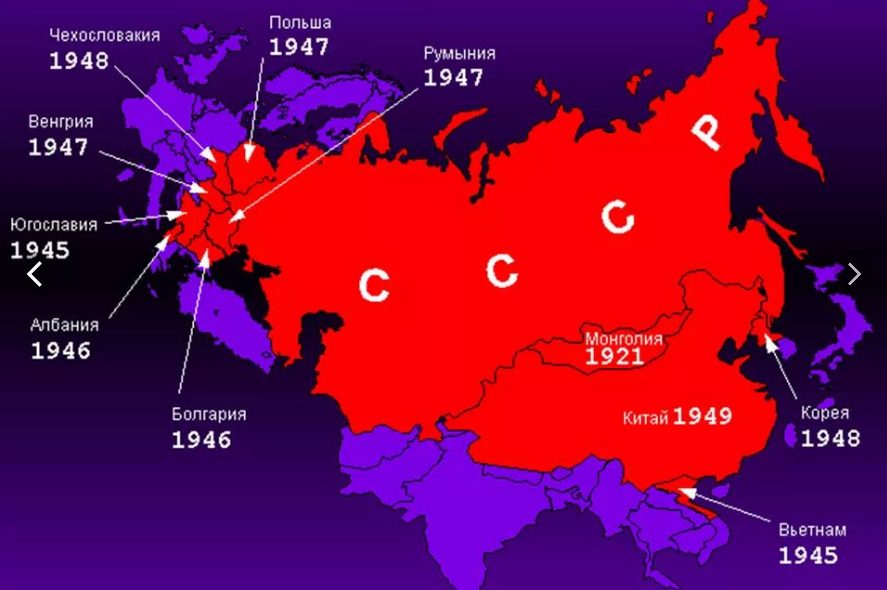 Польша
1947
Чехословакия
1948
Румыния
1947
Венгрия
1947
Югославия
1945
Албания
1946
Болгария
1946
С С С Р
Монголия
1921
Китай 1949
Корея
1948
Вьетнам
1945